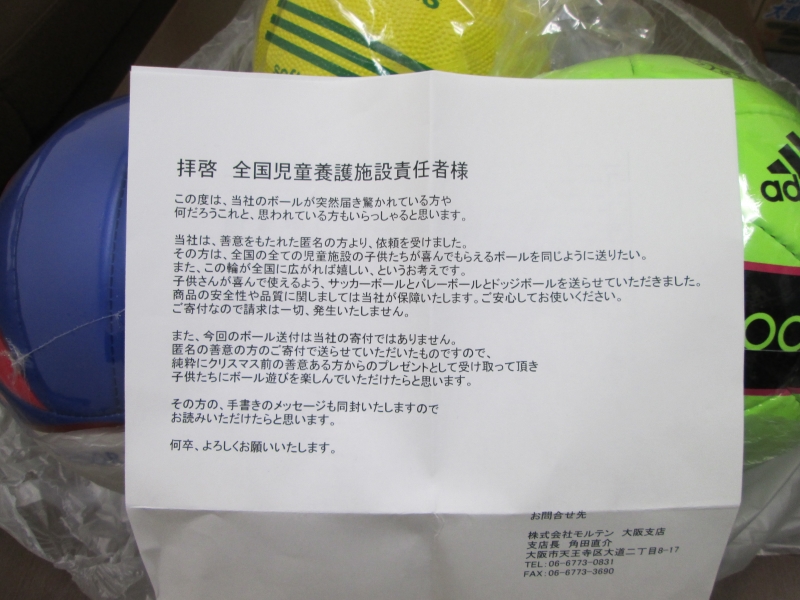 soft
ad
拝啓　全国児童養護施設責任者様
この度は、当社のボールが突然届き驚かれている方や
何だろうこれと、思われている方もいらっしゃると思います。
当社は、善意をもたれた匿名の方より、依頼を受けました。
その方は、全国の全ての児童施設の子供たちが喜んでもらえるボールを同じように送りたい。
また、この輪が全国に広がれば嬉しい、というお考えです。
子供さんが喜んで使えるよう、サッカーボールとバレーボールとドッジボールを送らせていただきました。
商品の安全性や品質に関しましては当社が保障いたします。ご安心してお使いください。
ご寄付なので請求は一切、発生いたしません。
また、今回のボール送付は当社の寄付ではありません。
匿名の善意の方のご寄付で送らせていただいたものですので、
純粋にクリスマス前の善意ある方からのプレゼントとして受け取って頂き
子供たちにボール遊びを楽しんでいただけたらと思います。
その方の、手書きのメッセージも同封いたしますので
お読みいただけたらと思います。
何卒、よろしくお願いいたします。
お問合せ先
株式会社モルテン　大阪支店
支店長　角田直介
大阪市天王寺区大道二丁目8-17
TEL:06-6773-0831
FAX:06-6773-3690